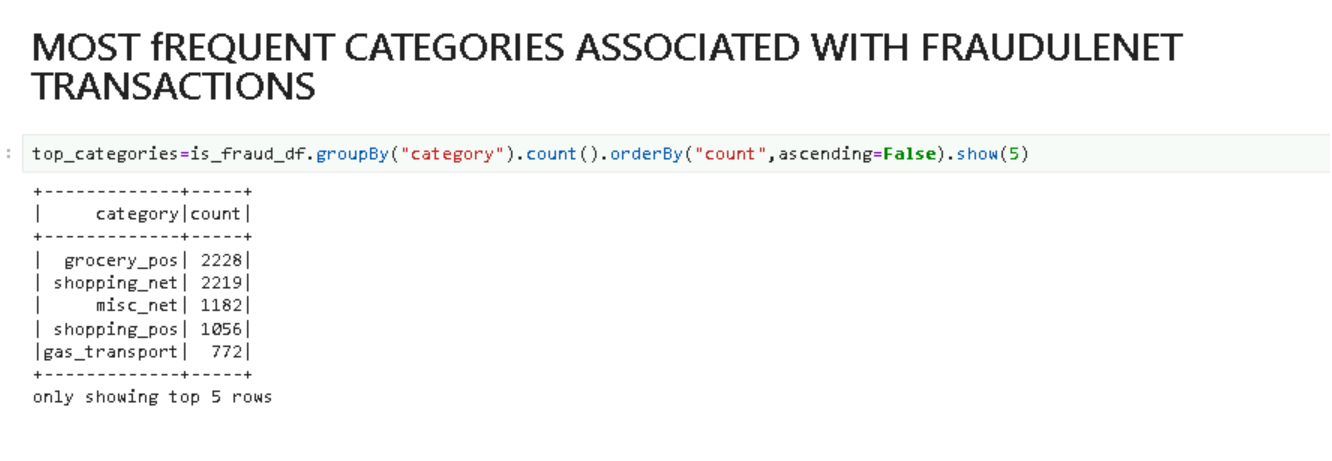 MOST fREQUENT CATEGORIES ASSOCIATED WITH FRAUDULENET
TRANSACTIONS
: top_categories=is_fraud_df.groupBy("category").count().orderBy("count",ascending=False).show(5)
+-------------+-----+
|     category|count|
+-------------+-----+
|  grocery_pos| 2228|
| shopping_net| 2219|
|     misc_net| 1182|
| shopping_pos| 1056|
|gas_transport|  772|
+-------------+-----+
only showing top 5 rows